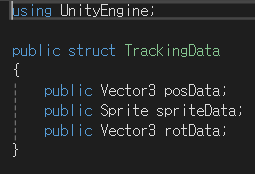 using UnityEngine;
public struct TrackingData
{
public Vector3 posData;
public Sprite spriteData;
public Vector3 rotData;
}